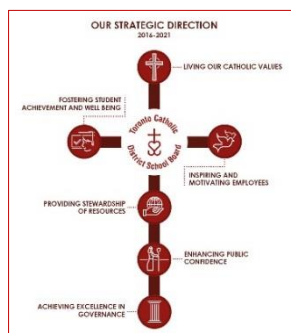 OUR STRATEGIC DIRECTION
2016-2021
LIVING OUR CATHOLIC VALUES
FOSTERING STUDENT
ACHIEVEMENT AND WELL BEING
Toronto Catholic
District School Board
INSPIRING AND
MOTIVATING EMPLOYEES
PROVIDING STEWARDSHIP
OF RESOURCES
ENHANCING PUBLIC
CONFIDENCE
ACHIEVING EXCELLENCE IN
GOVERNANCE